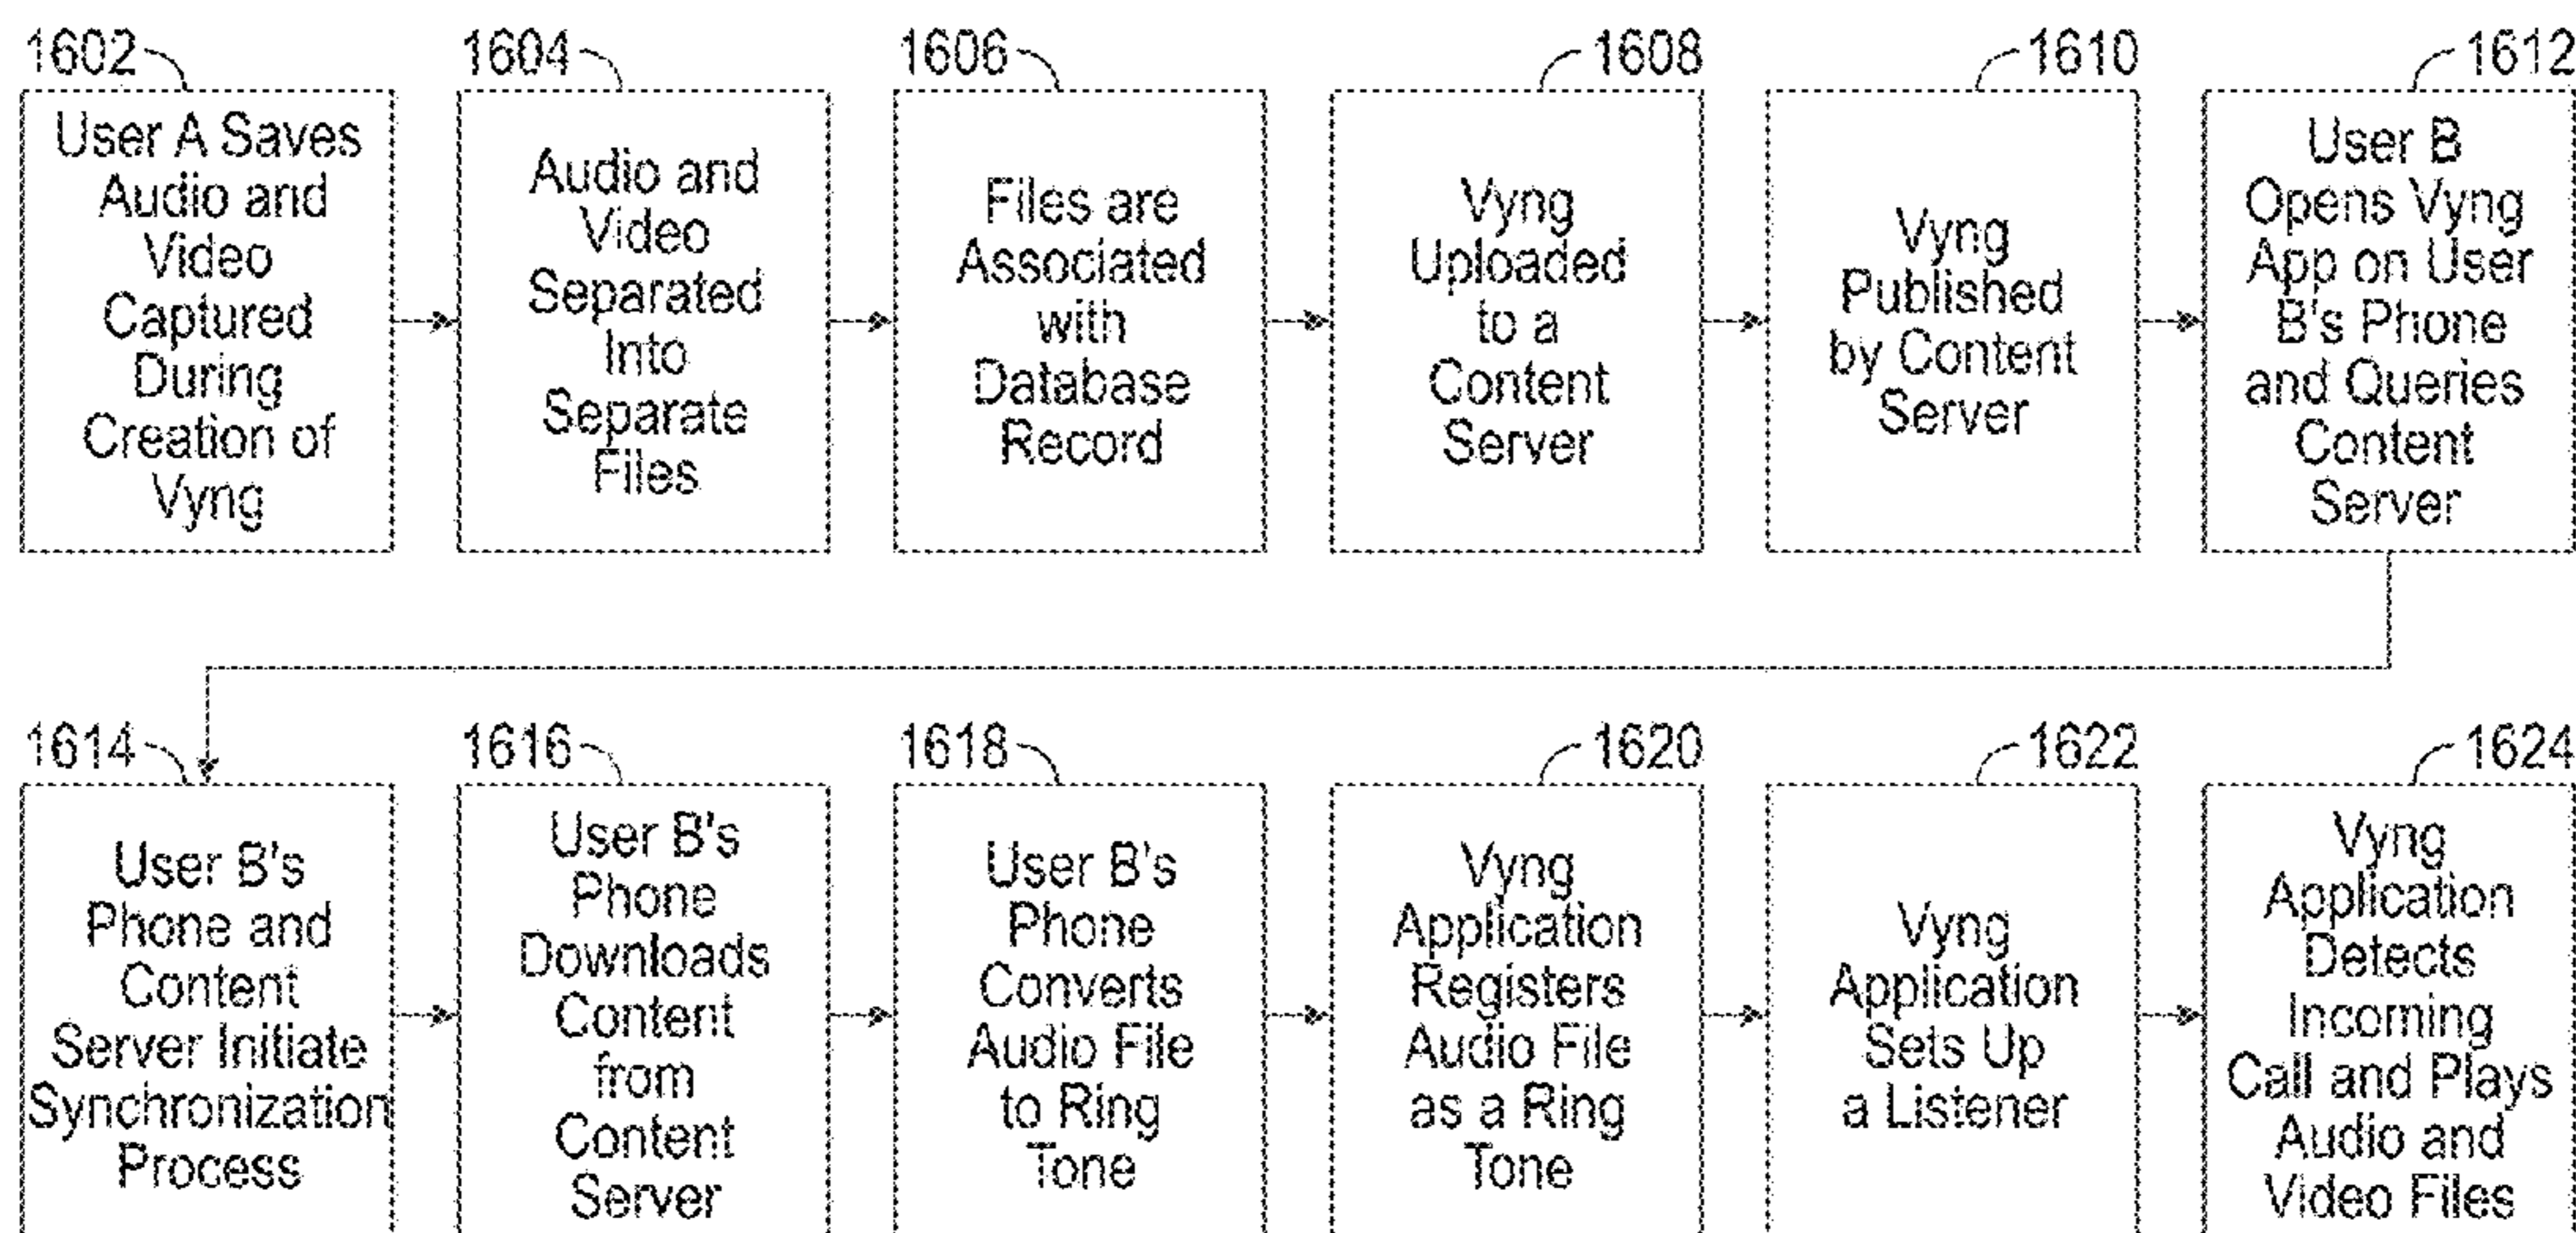 1602
User A Saves
Audio and
Video
Captured
During
Creation of
Vyng
1604
Audio and
Video
Separated
Into
Separate
Files
1606
Files are
Associated
with
Database
Record
1608
Vyng
Uploaded
to a
Content
Server
1610
Vyng
Published
by Content
Server
1612
User B
Opens Vyng
App on User
B's Phone
and Queries
Content
Server
1614
User B's
Phone and
Content
Server Initiate
Synchronization
Process
1616
User B's
Phone
Downloads
Content
from
Content
Server
1618
User B's
Phone
Converts
Audio File
to Ring
Tone
1620
Vyng
Application
Registers
Audio File
as a Ring
Tone
1622
Vyng
Application
Sets Up
a Listener
1624
Vyng
Application
Detects
Incoming
Call and Plays
Audio and
Video Files